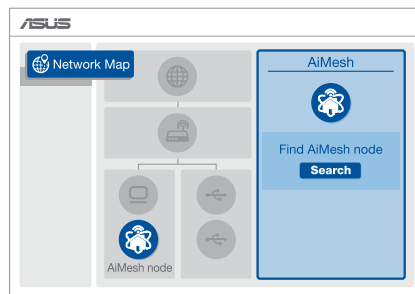 ASUS
Network Map
AiMesh
Find AiMesh node
Search
AiMesh node